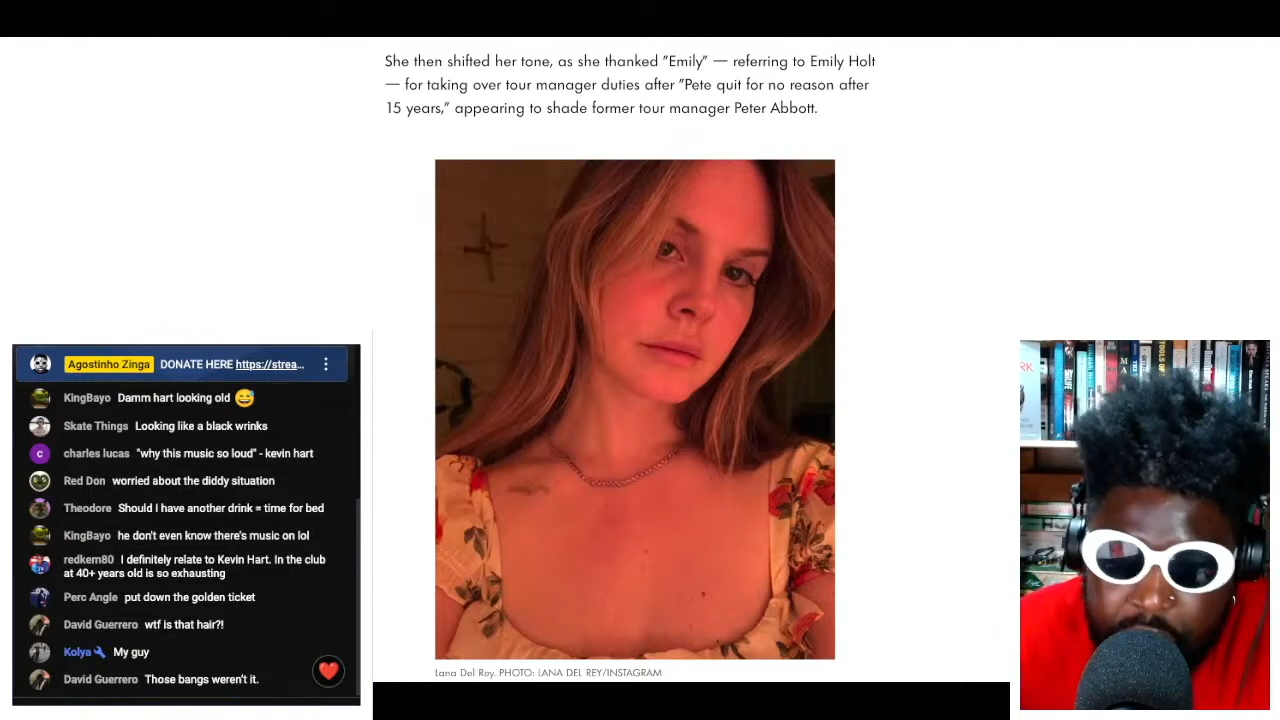 She then shifted her tone, as she thanked "Emily" — referring to Emily Holt
— for taking over tour manager duties after "Pete quit for no reason after
15 years," appearing to shade former tour manager Peter Abbott.
Lana Del Rey. PHOTO: LANA DEL REY/INSTAGRAM
Agostinho Zinga DONATE HERE https://strea...
KingBayo Damm hart looking old 😅
Skate Things Looking like a black wrinks
charles lucas "why this music so loud" - kevin hart
Red Don worried about the diddy situation
Theodore Should I have another drink = time for bed
KingBayo he don't even know there's music on lol
redkem80 I definitely relate to Kevin Hart. In the club
at 40+ years old is so exhausting
Perc Angle put down the golden ticket
David Guerrero wtf is that hair?!
Kolya My guy
David Guerrero Those bangs weren't it.